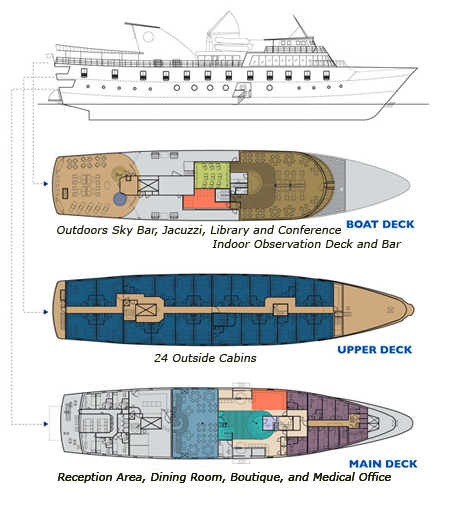 BOAT DECK
Outdoors Sky Bar, Jacuzzi, Library and Conference
Indoor Observation Deck and Bar
UPPER DECK
24 Outside Cabins
MAIN DECK
Reception Area, Dining Room, Boutique, and Medical Office